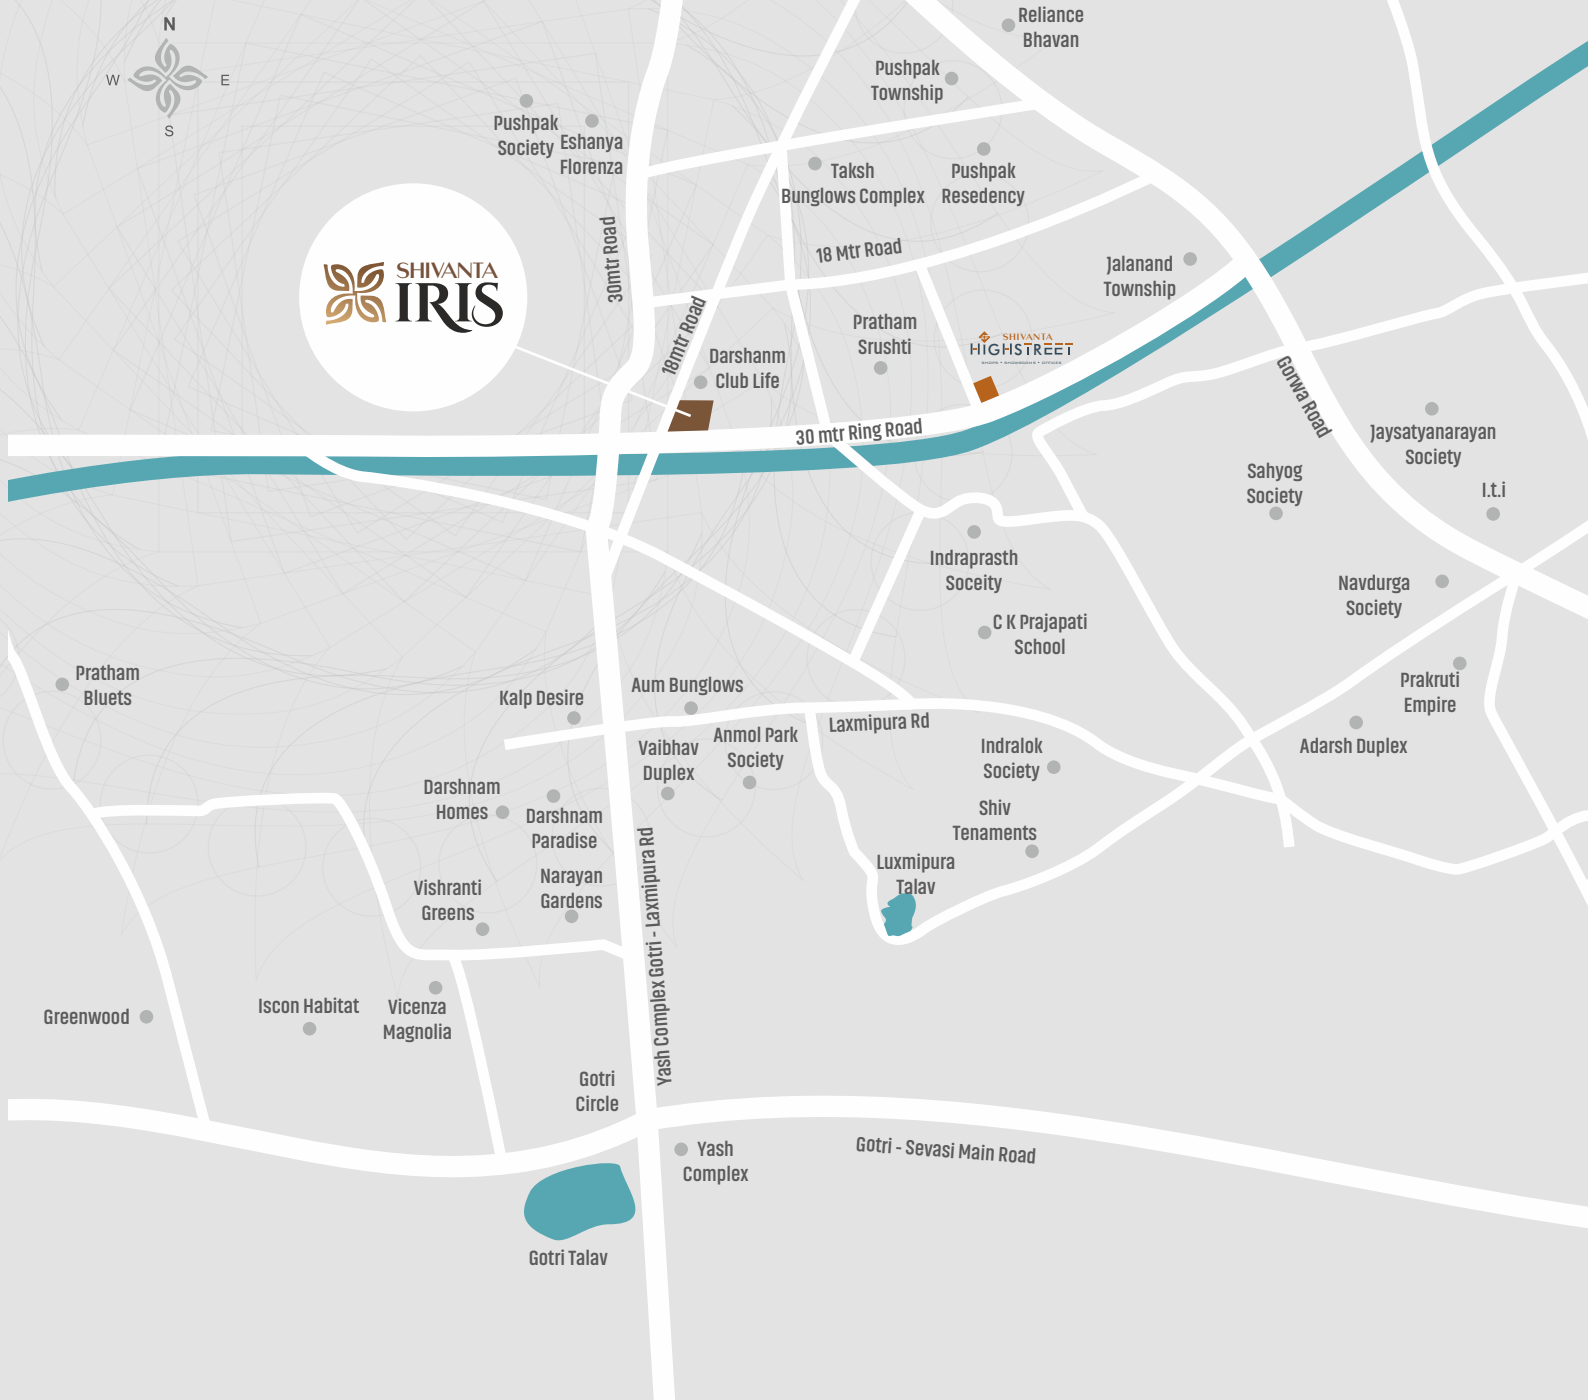 N
W
E
S
Reliance
Bhavan
Pushpak
Township
Pushpak
Society
Eshanya
Florenza
Taksh
Bunglows Complex
Pushpak
Resedency
30mtr Road
18 Mtr Road
Jalanand
Township
SHIVANTA
IRIS
18mtr Road
Pratham
Srushti
SHIVANTA
HIGHSTREET
SHOPS • SHOWROOMS • OFFICES
Darshanm
Club Life
Gorwa Road
30 mtr Ring Road
Jaysatyanarayan
Society
Sahyog
Society
I.t.i
Indraprasth
Soceity
Navdurga
Society
C K Prajapati
School
Pratham
Bluets
Kalp Desire
Aum Bunglows
Prakruti
Empire
Laxmipura Rd
Vaibhav
Duplex
Anmol Park
Society
Indralok
Society
Adarsh Duplex
Darshnam
Homes
Darshnam
Paradise
Shiv
Tenaments
Luxmipura
Talav
Vishranti
Greens
Narayan
Gardens
Yash Complex Gotri - Laxmipura Rd
Greenwood
Iscon Habitat
Vicenza
Magnolia
Gotri
Circle
Yash
Complex
Gotri - Sevasi Main Road
Gotri Talav